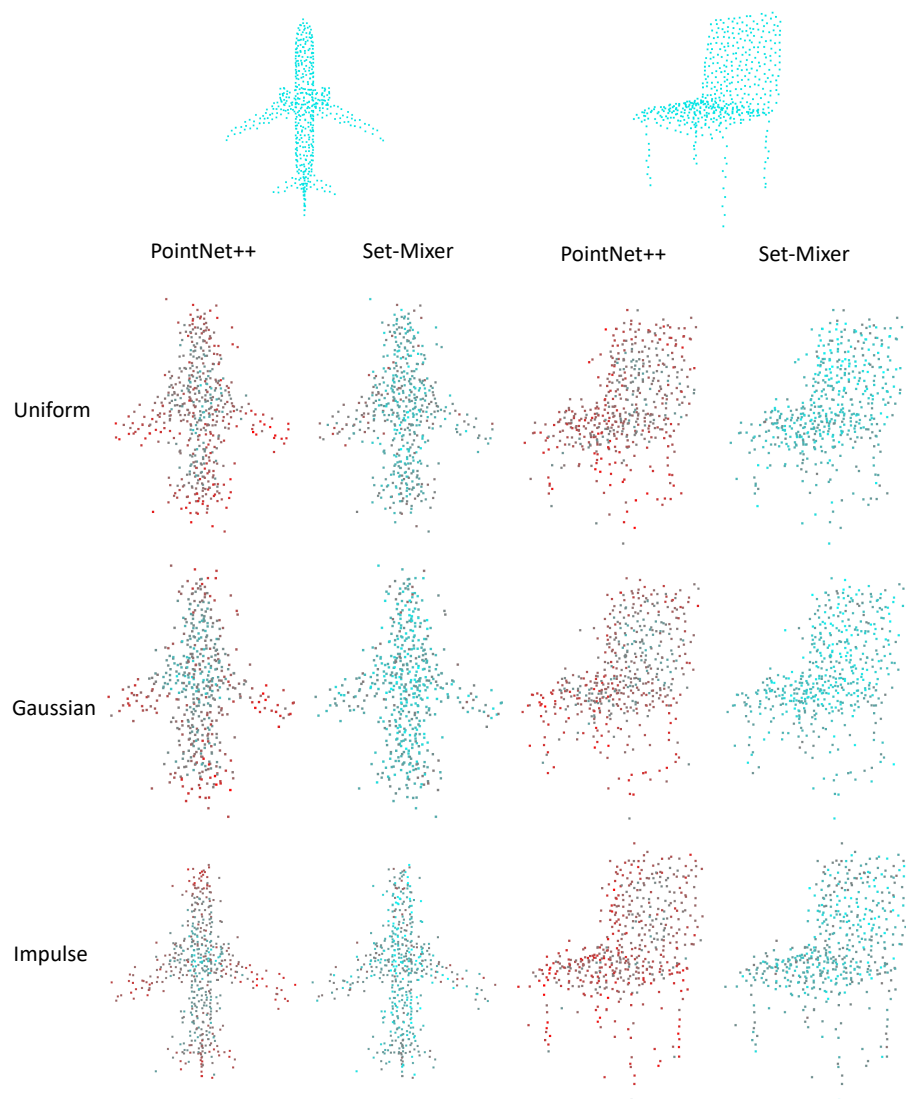 PointNet++ Set-Mixer PointNet++ Set-Mixer
Uniform
Gaussian
Impulse